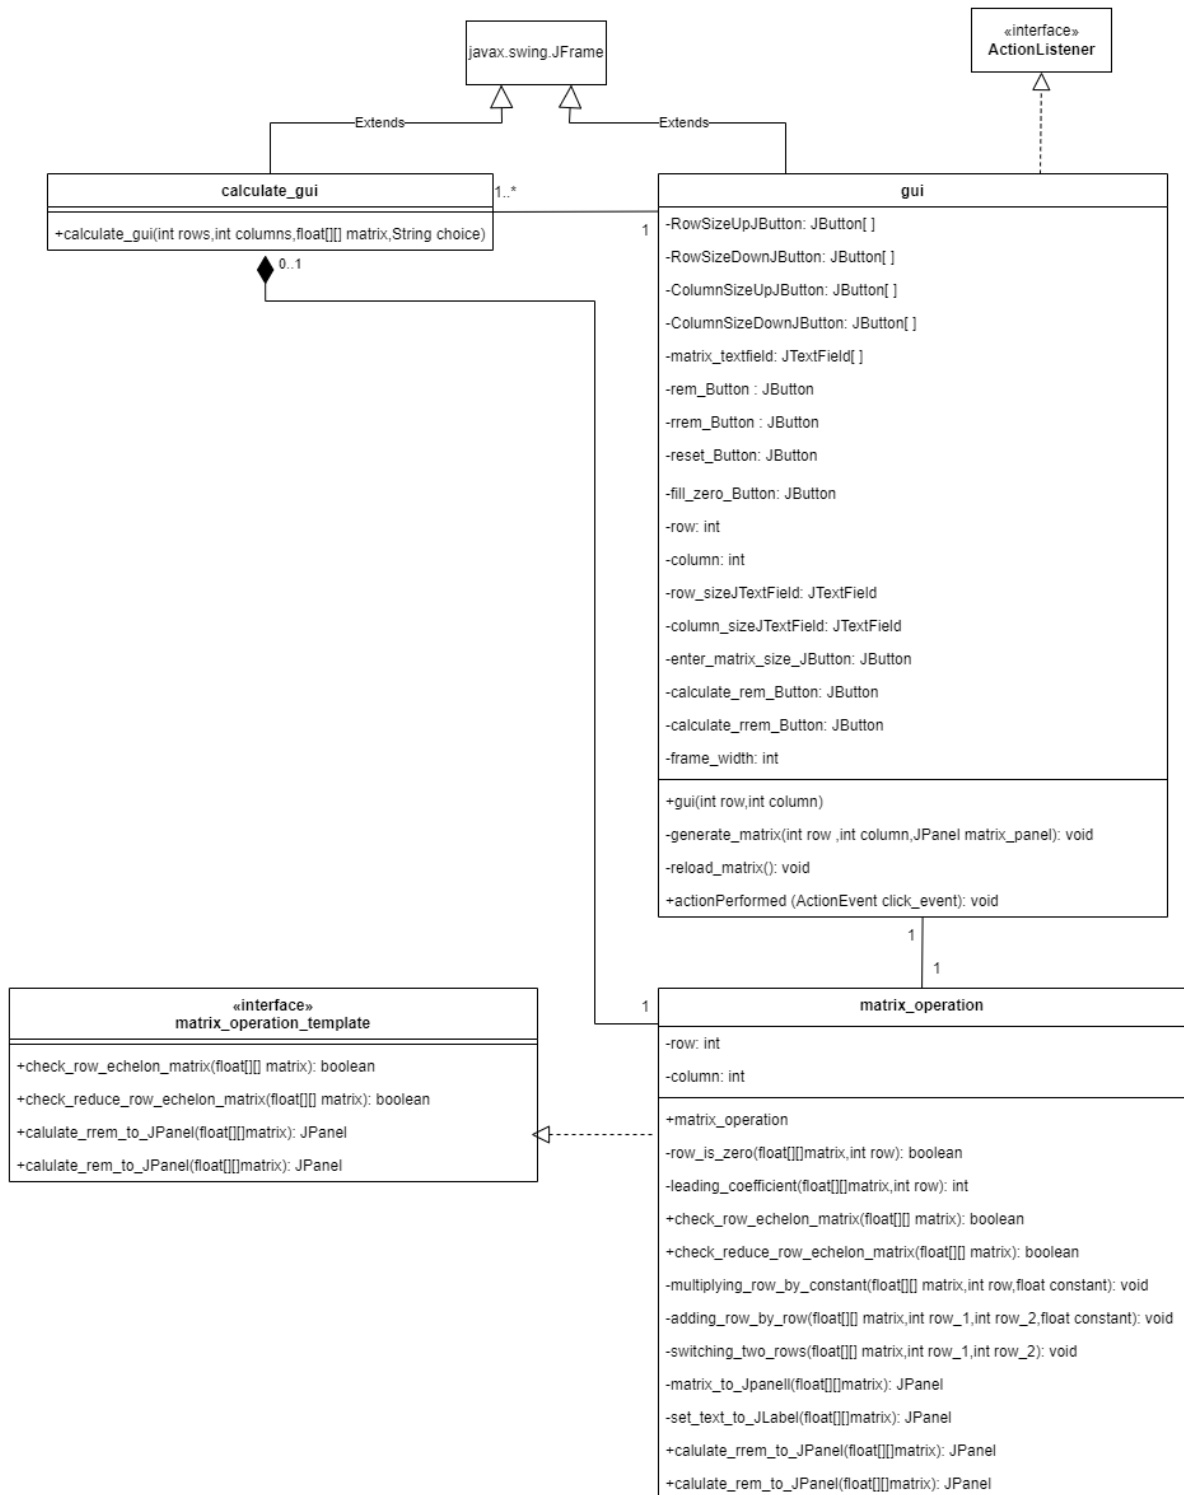 javax.swing.JFrame
«interface»
ActionListener
Extends
Extends
calculate_gui
+calculate_gui(int rows,int columns,float[][] matrix,String choice)
1..*
1
0..1
gui
-RowSizeUpJButton: JButton[ ]
-RowSizeDownJButton: JButton[ ]
-ColumnSizeUpJButton: JButton[ ]
-ColumnSizeDownJButton: JButton[ ]
-matrix_textfield: JTextField[ ]
-rem_Button : JButton
-rrem_Button : JButton
-reset_Button: JButton
-fill_zero_Button: JButton
-row: int
-column: int
-row_sizeJTextField: JTextField
-column_sizeJTextField: JTextField
-enter_matrix_size_JButton: JButton
-calculate_rem_Button: JButton
-calculate_rrem_Button: JButton
-frame_width: int
+gui(int row,int column)
-generate_matrix(int row ,int column,JPanel matrix_panel): void
-reload_matrix(): void
+actionPerformed (ActionEvent click_event): void
1
1
1
«interface»
matrix_operation_template
+check_row_echelon_matrix(float[][] matrix): boolean
+check_reduce_row_echelon_matrix(float[][] matrix): boolean
+calulate_rrem_to_JPanel(float[][]matrix): JPanel
+calulate_rem_to_JPanel(float[][]matrix): JPanel
matrix_operation
-row: int
-column: int
+matrix_operation
-row_is_zero(float[][]matrix,int row): boolean
-leading_coefficient(float[][]matrix,int row): int
+check_row_echelon_matrix(float[][] matrix): boolean
+check_reduce_row_echelon_matrix(float[][] matrix): boolean
-multiplying_row_by_constant(float[][] matrix,int row,float constant): void
-adding_row_by_row(float[][] matrix,int row_1,int row_2,float constant): void
-switching_two_rows(float[][] matrix,int row_1,int row_2): void
-matrix_to_Jpanell(float[][]matrix): JPanel
-set_text_to_JLabel(float[][]matrix): JPanel
+calulate_rrem_to_JPanel(float[][]matrix): JPanel
+calulate_rem_to_JPanel(float[][]matrix): JPanel